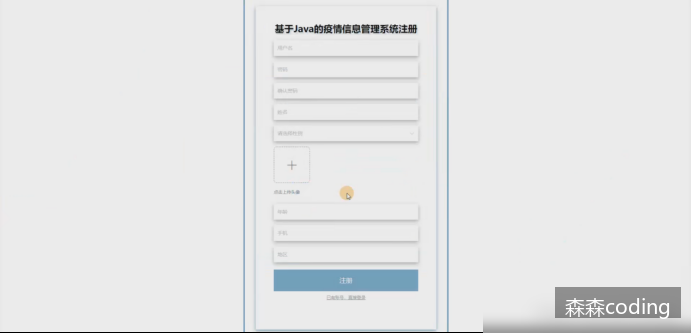 基于Java的疫情信息管理系统注册
用户名
密码
确认密码
姓名
请选择性别
点击上传头像
年龄
手机
地区
注册
已有账号，直接登录
森森coding